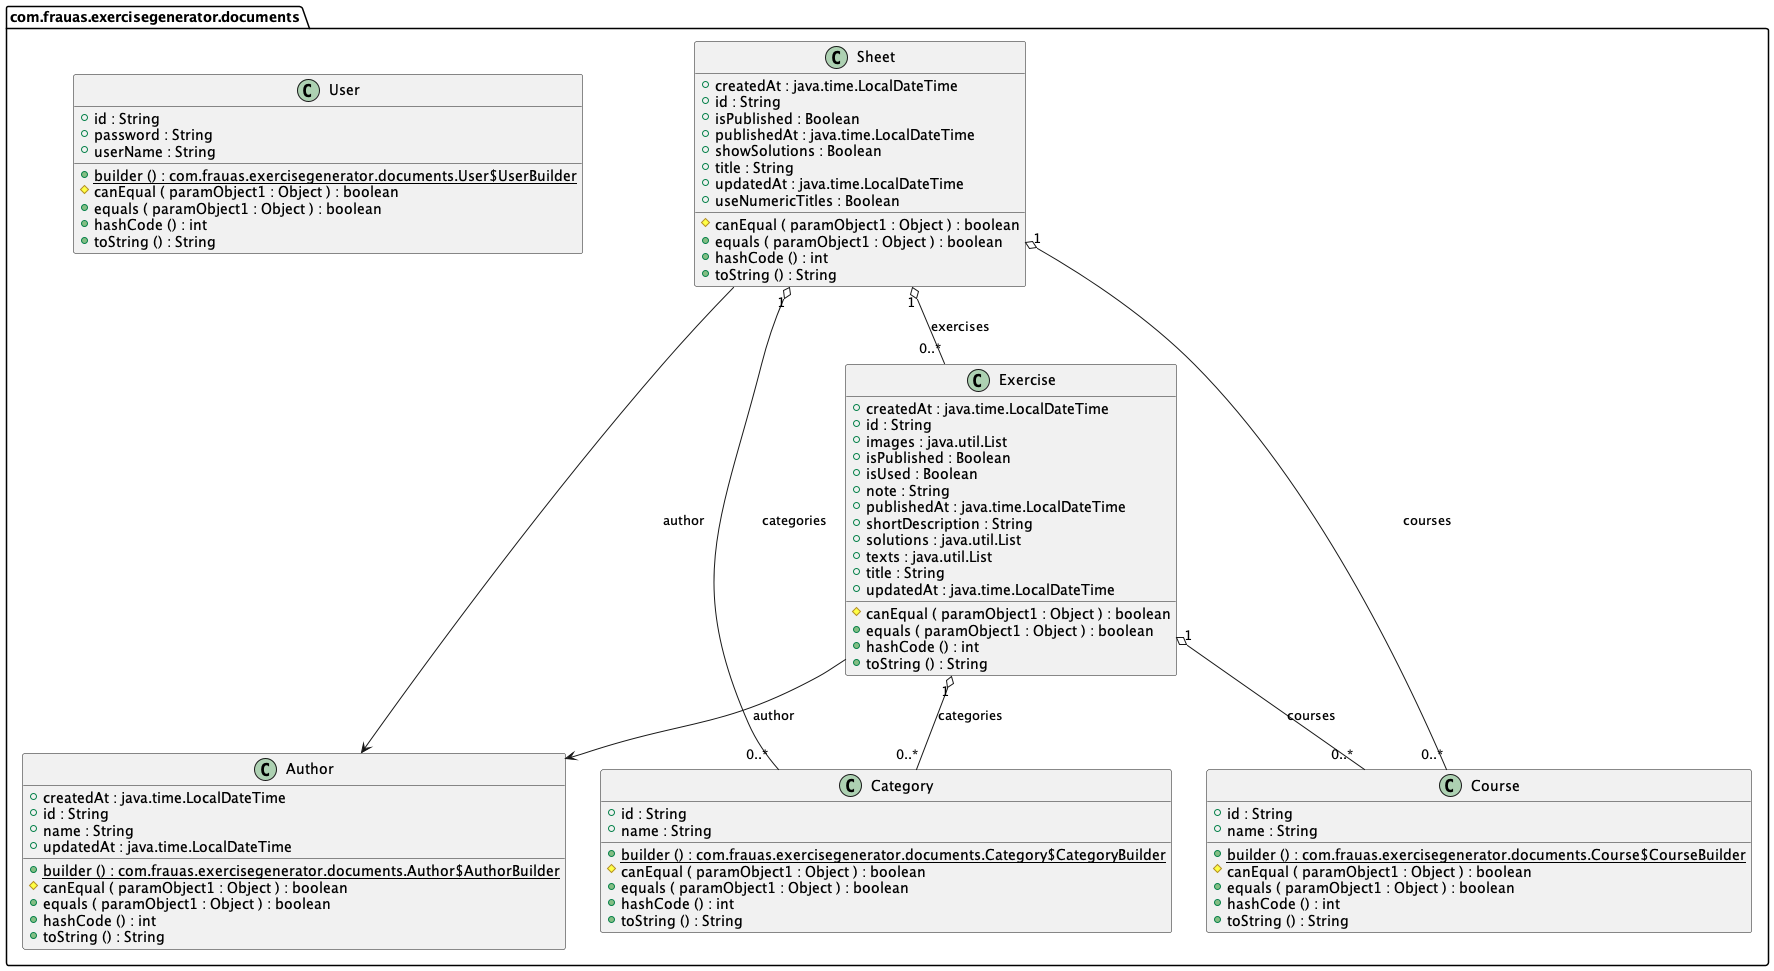 com.frauas.exercisegenerator.documents
C User
id : String
password : String
userName : String
builder () : com.frauas.exercisegenerator.documents.User$UserBuilder
canEqual ( paramObject1 : Object ) : boolean
equals ( paramObject1 : Object ) : boolean
hashCode () : int
toString () : String
C Sheet
createdAt : java.time.LocalDateTime
id : String
isPublished : Boolean
publishedAt : java.time.LocalDateTime
showSolutions : Boolean
title : String
updatedAt : java.time.LocalDateTime
useNumericTitles : Boolean
canEqual ( paramObject1 : Object ) : boolean
equals ( paramObject1 : Object ) : boolean
hashCode () : int
toString () : String
1
1
1
exercises
0..*
C Exercise
createdAt : java.time.LocalDateTime
id : String
images : java.util.List
isPublished : Boolean
isUsed : Boolean
note : String
publishedAt : java.time.LocalDateTime
shortDescription : String
solutions : java.util.List
texts : java.util.List
title : String
updatedAt : java.time.LocalDateTime
canEqual ( paramObject1 : Object ) : boolean
equals ( paramObject1 : Object ) : boolean
hashCode () : int
toString () : String
author
categories
courses
1
1
author
categories
courses
0..*
0..*
0..*
0..*
C Author
createdAt : java.time.LocalDateTime
id : String
name : String
updatedAt : java.time.LocalDateTime
builder () : com.frauas.exercisegenerator.documents.Author$AuthorBuilder
canEqual ( paramObject1 : Object ) : boolean
equals ( paramObject1 : Object ) : boolean
hashCode () : int
toString () : String
C Category
id : String
name : String
builder () : com.frauas.exercisegenerator.documents.Category$CategoryBuilder
canEqual ( paramObject1 : Object ) : boolean
equals ( paramObject1 : Object ) : boolean
hashCode () : int
toString () : String
C Course
id : String
name : String
builder () : com.frauas.exercisegenerator.documents.Course$CourseBuilder
canEqual ( paramObject1 : Object ) : boolean
equals ( paramObject1 : Object ) : boolean
hashCode () : int
toString () : String